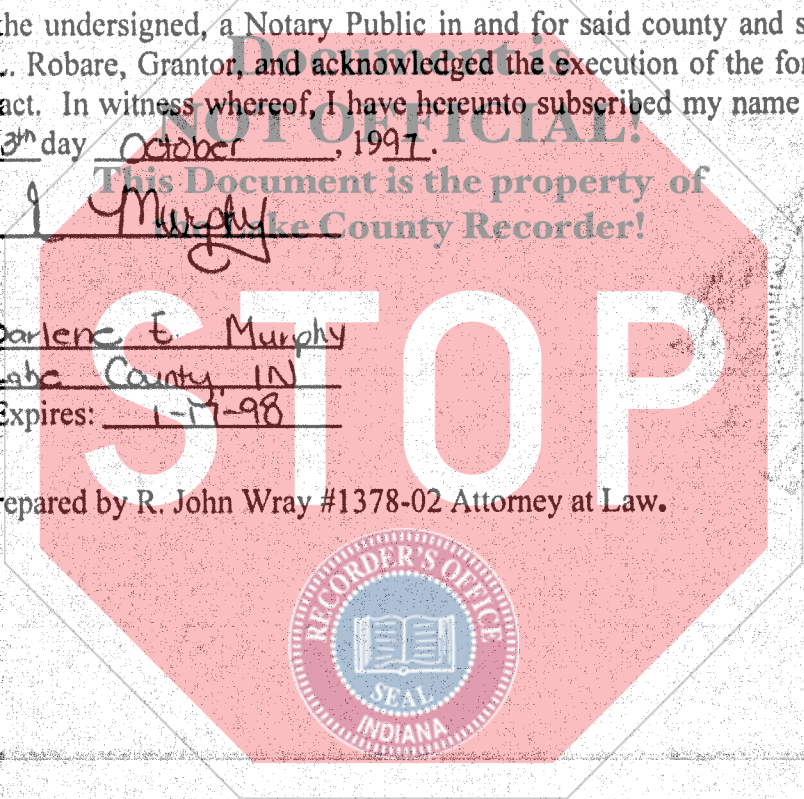 the undersigned, a Notary Public in and for said county and s
Document is
. Robare, Grantor, and acknowledged the execution of the for
act. In witness whereof, I have hereunto subscribed my name
NOT OFFICIAL!
3th day October, 1997.
This Document is the property of
Murphy
Lake County Recorder!
Darlene E. Murphy
Lake County, IN
Expires: 1-17-98
STOP
repared by R. John Wray #1378-02 Attorney at Law.
RECORDER'S OFFICE
SEAL
INDIANA